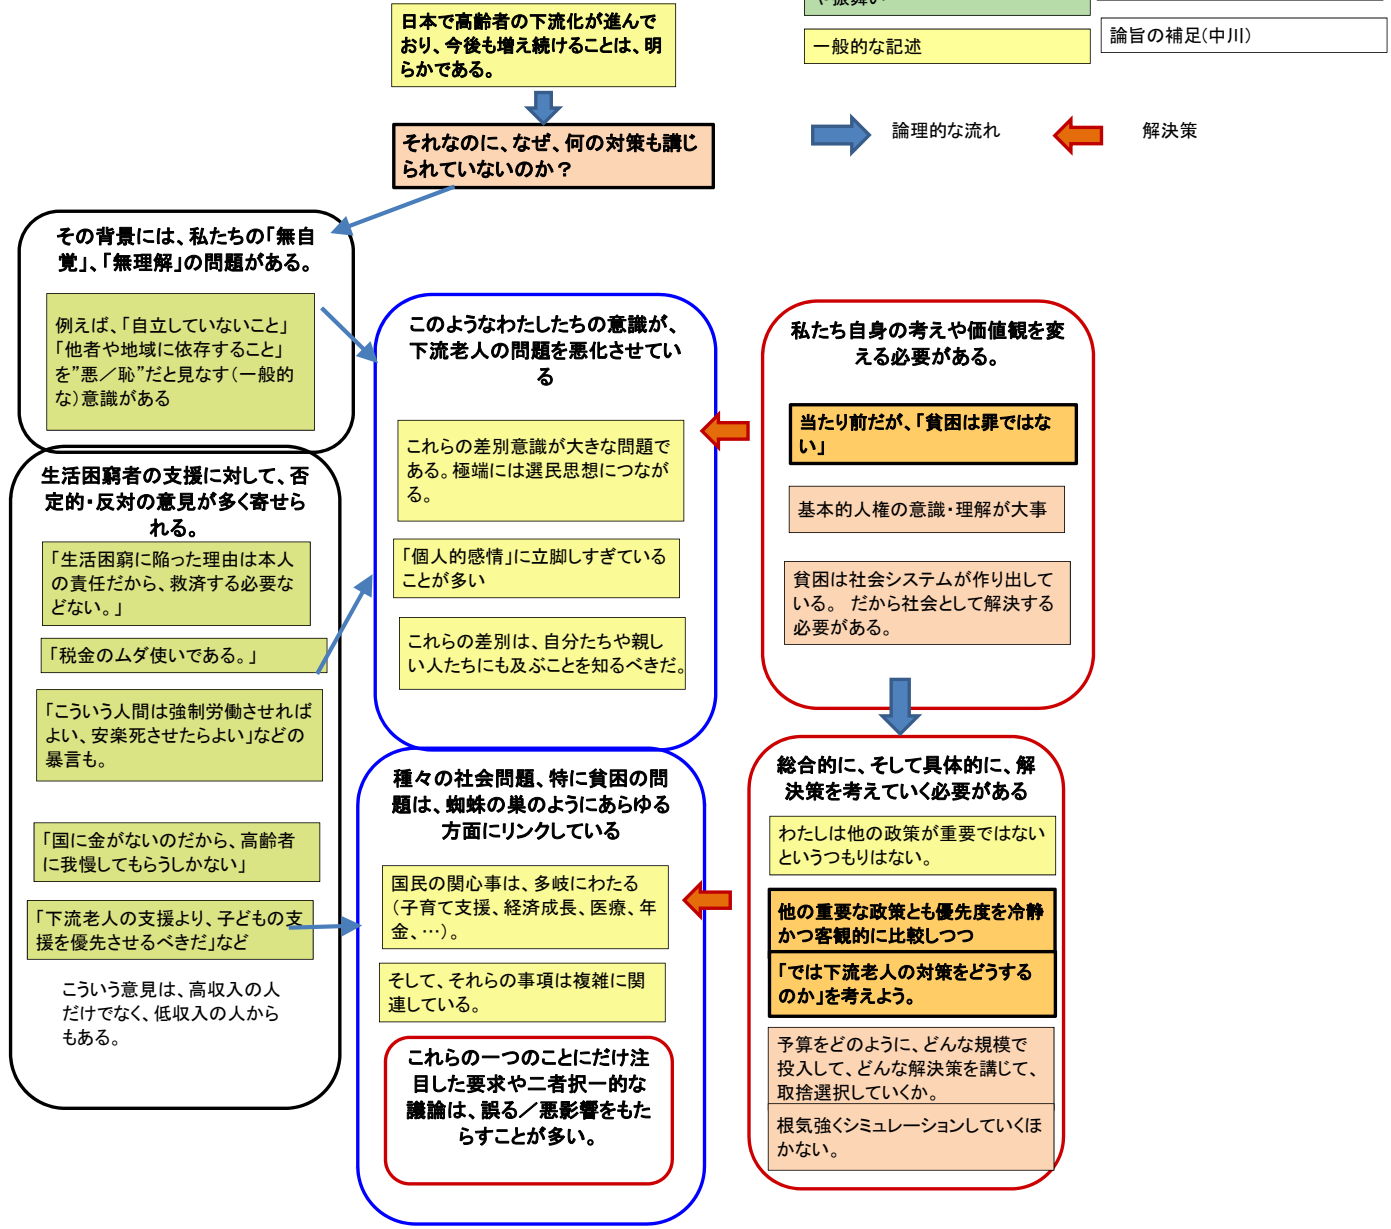 日本で高齢者の下流化が進んで
おり、今後も増え続けることは、明
らかである。
一般的な記述
論旨の補足(中川)
論理的な流れ
解決策
それなのに、なぜ、何の対策も講じ
られていないのか？
その背景には、私たちの「無自
覚」、「無理解」の問題がある。
例えば、「自立していないこと」
「他者や地域に依存すること」
を”悪／恥”だと見なす(一般的
な)意識がある
生活困窮者の支援に対して、否
定的・反対の意見が多く寄せら
れる。
「生活困窮に陥った理由は本人
の責任だから、救済する必要な
どない。」
「税金のムダ使いである。」
「こういう人間は強制労働させれば
よい、安楽死させたらよい」などの
暴言も。
「国に金がないのだから、高齢者
に我慢してもらうしかない」
「下流老人の支援より、子どもの支
援を優先させるべきだ」など
こういう意見は、高収入の人
だけでなく、低収入の人から
もある。
このようなわたしたちの意識が、
下流老人の問題を悪化させてい
る
これらの差別意識が大きな問題で
ある。極端には選民思想につなが
る。
「個人的感情」に立脚しすぎている
ことが多い
これらの差別は、自分たちや親し
い人たちにも及ぶことを知るべきだ。
種々の社会問題、特に貧困の問
題は、蜘蛛の巣のようにあらゆる
方面にリンクしている
国民の関心事は、多岐にわたる
(子育て支援、経済成長、医療、年
金、…)。
そして、それらの事項は複雑に関
連している。
これらの一つのことにだけ注
目した要求や二者択一的な
議論は、誤る／悪影響をもた
らすことが多い。
私たち自身の考えや価値観を変
える必要がある。
当たり前だが、「貧困は罪ではな
い」
基本的人権の意識・理解が大事
貧困は社会システムが作り出して
いる。 だから社会として解決する
必要がある。
総合的に、そして具体的に、解
決策を考えていく必要がある
わたしは他の政策が重要ではない
というつもりはない。
他の重要な政策とも優先度を冷静
かつ客観的に比較しつつ
「では下流老人の対策をどうする
のか」を考えよう。
予算をどのように、どんな規模で
投入して、どんな解決策を講じて、
取捨選択していくか。
根気強くシミュレーションしていくほ
かない。